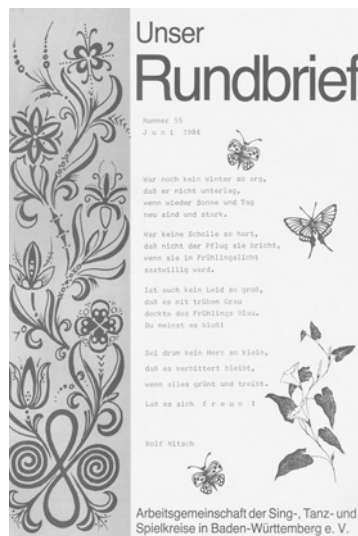 Unser
Rundbrief
Nummer 55
Juni 1984
War noch kein Winter so arg,
daß er nicht unterlag,
wenn wieder Sonne und Tag
neu sind und stark.
War keine Scholle so hart,
daß nicht der Pflug sie bricht,
wenn sie im Frühlingslicht
saatwillig ward.
Ist auch kein Leid so groß,
daß es mit trübem Grau
deckte des Frühlings Blau.
Du meinst es bloß!
Sei drum kein Herz so klein,
daß es verbittert bleibt,
wenn alles grünt und treibt.
Laß es sich freun!
Rolf Nitsch
Arbeitsgemeinschaft der Sing-, Tanz- und
Spielkreise in Baden-Württemberg e. V.